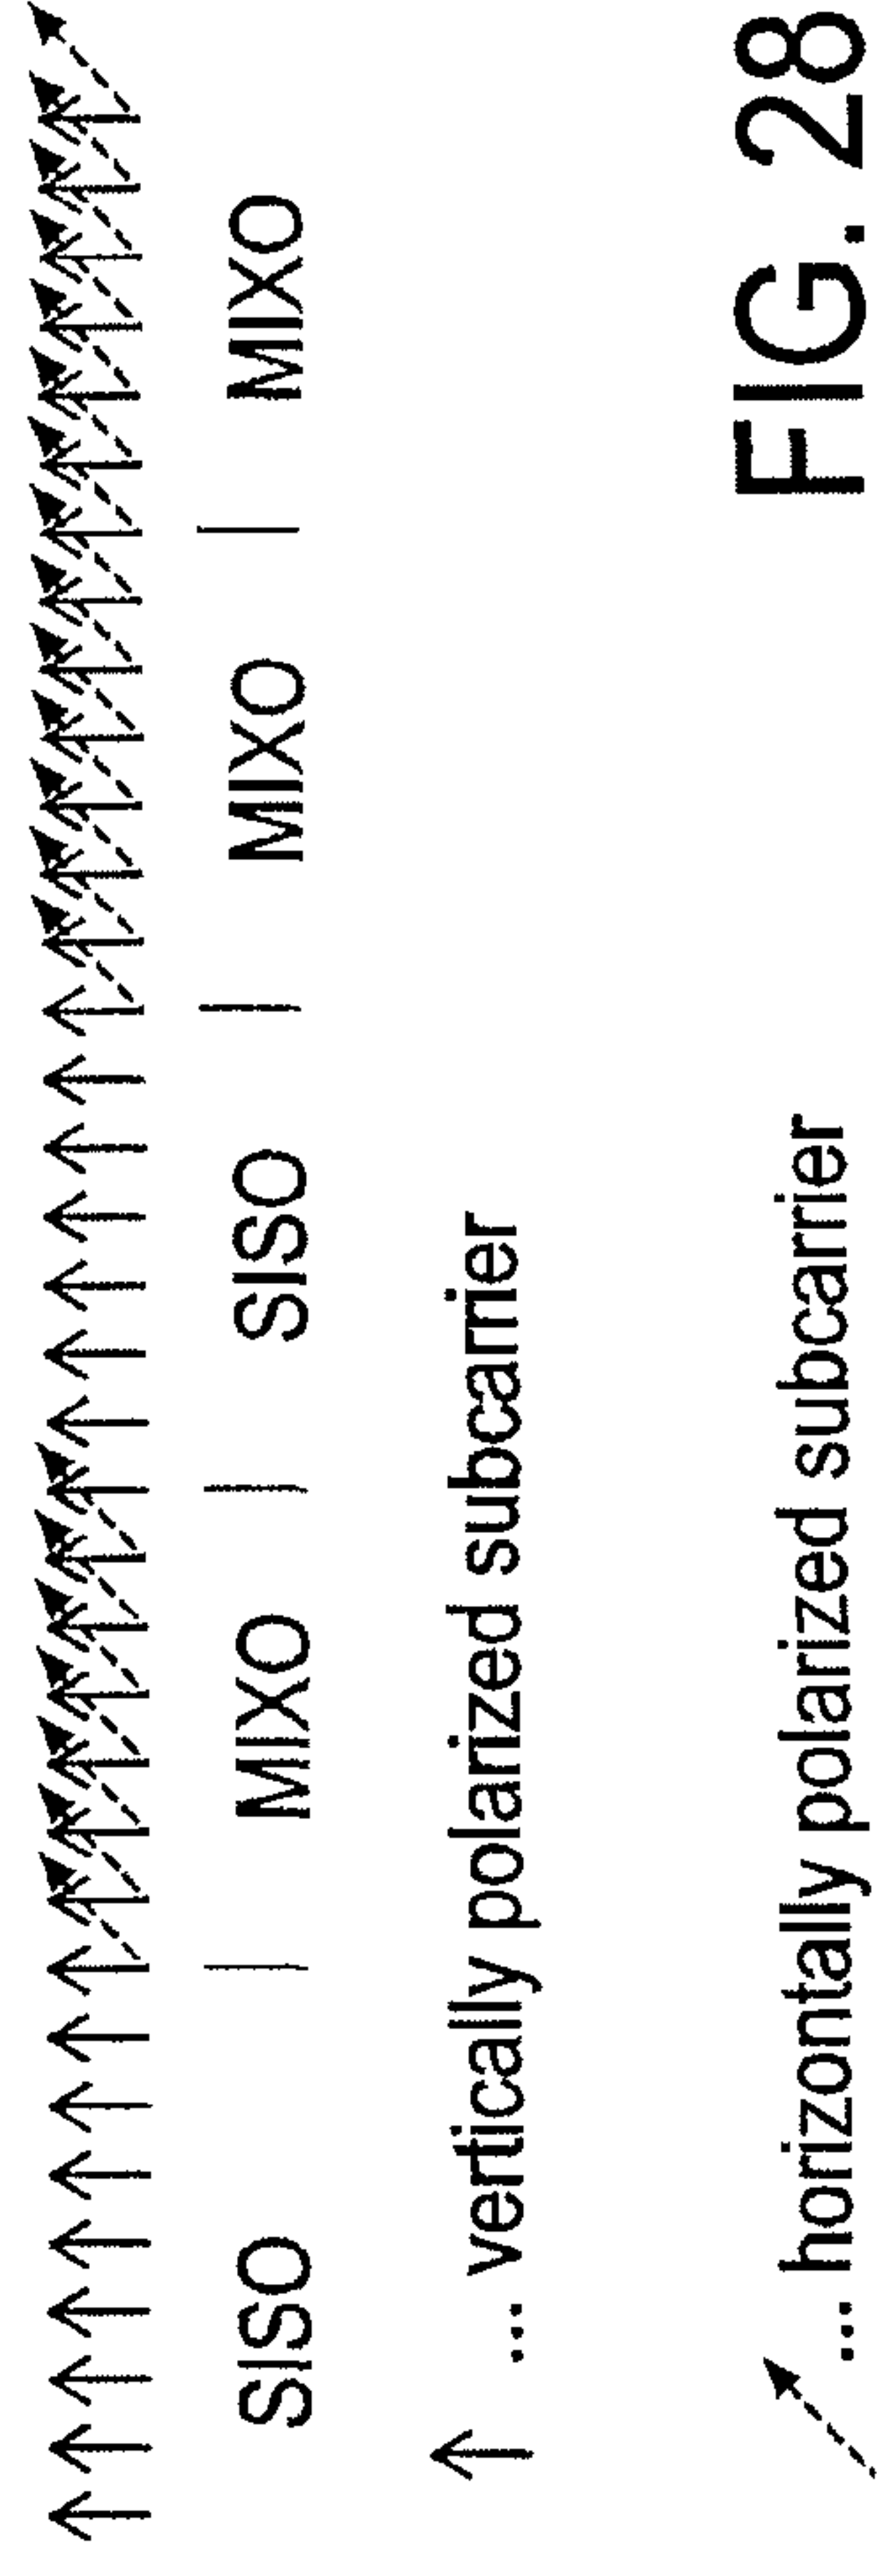 SISO | MIXO | SISO | MIXO | MIXO
... vertically polarized subcarrier
... horizontally polarized subcarrier
FIG. 28